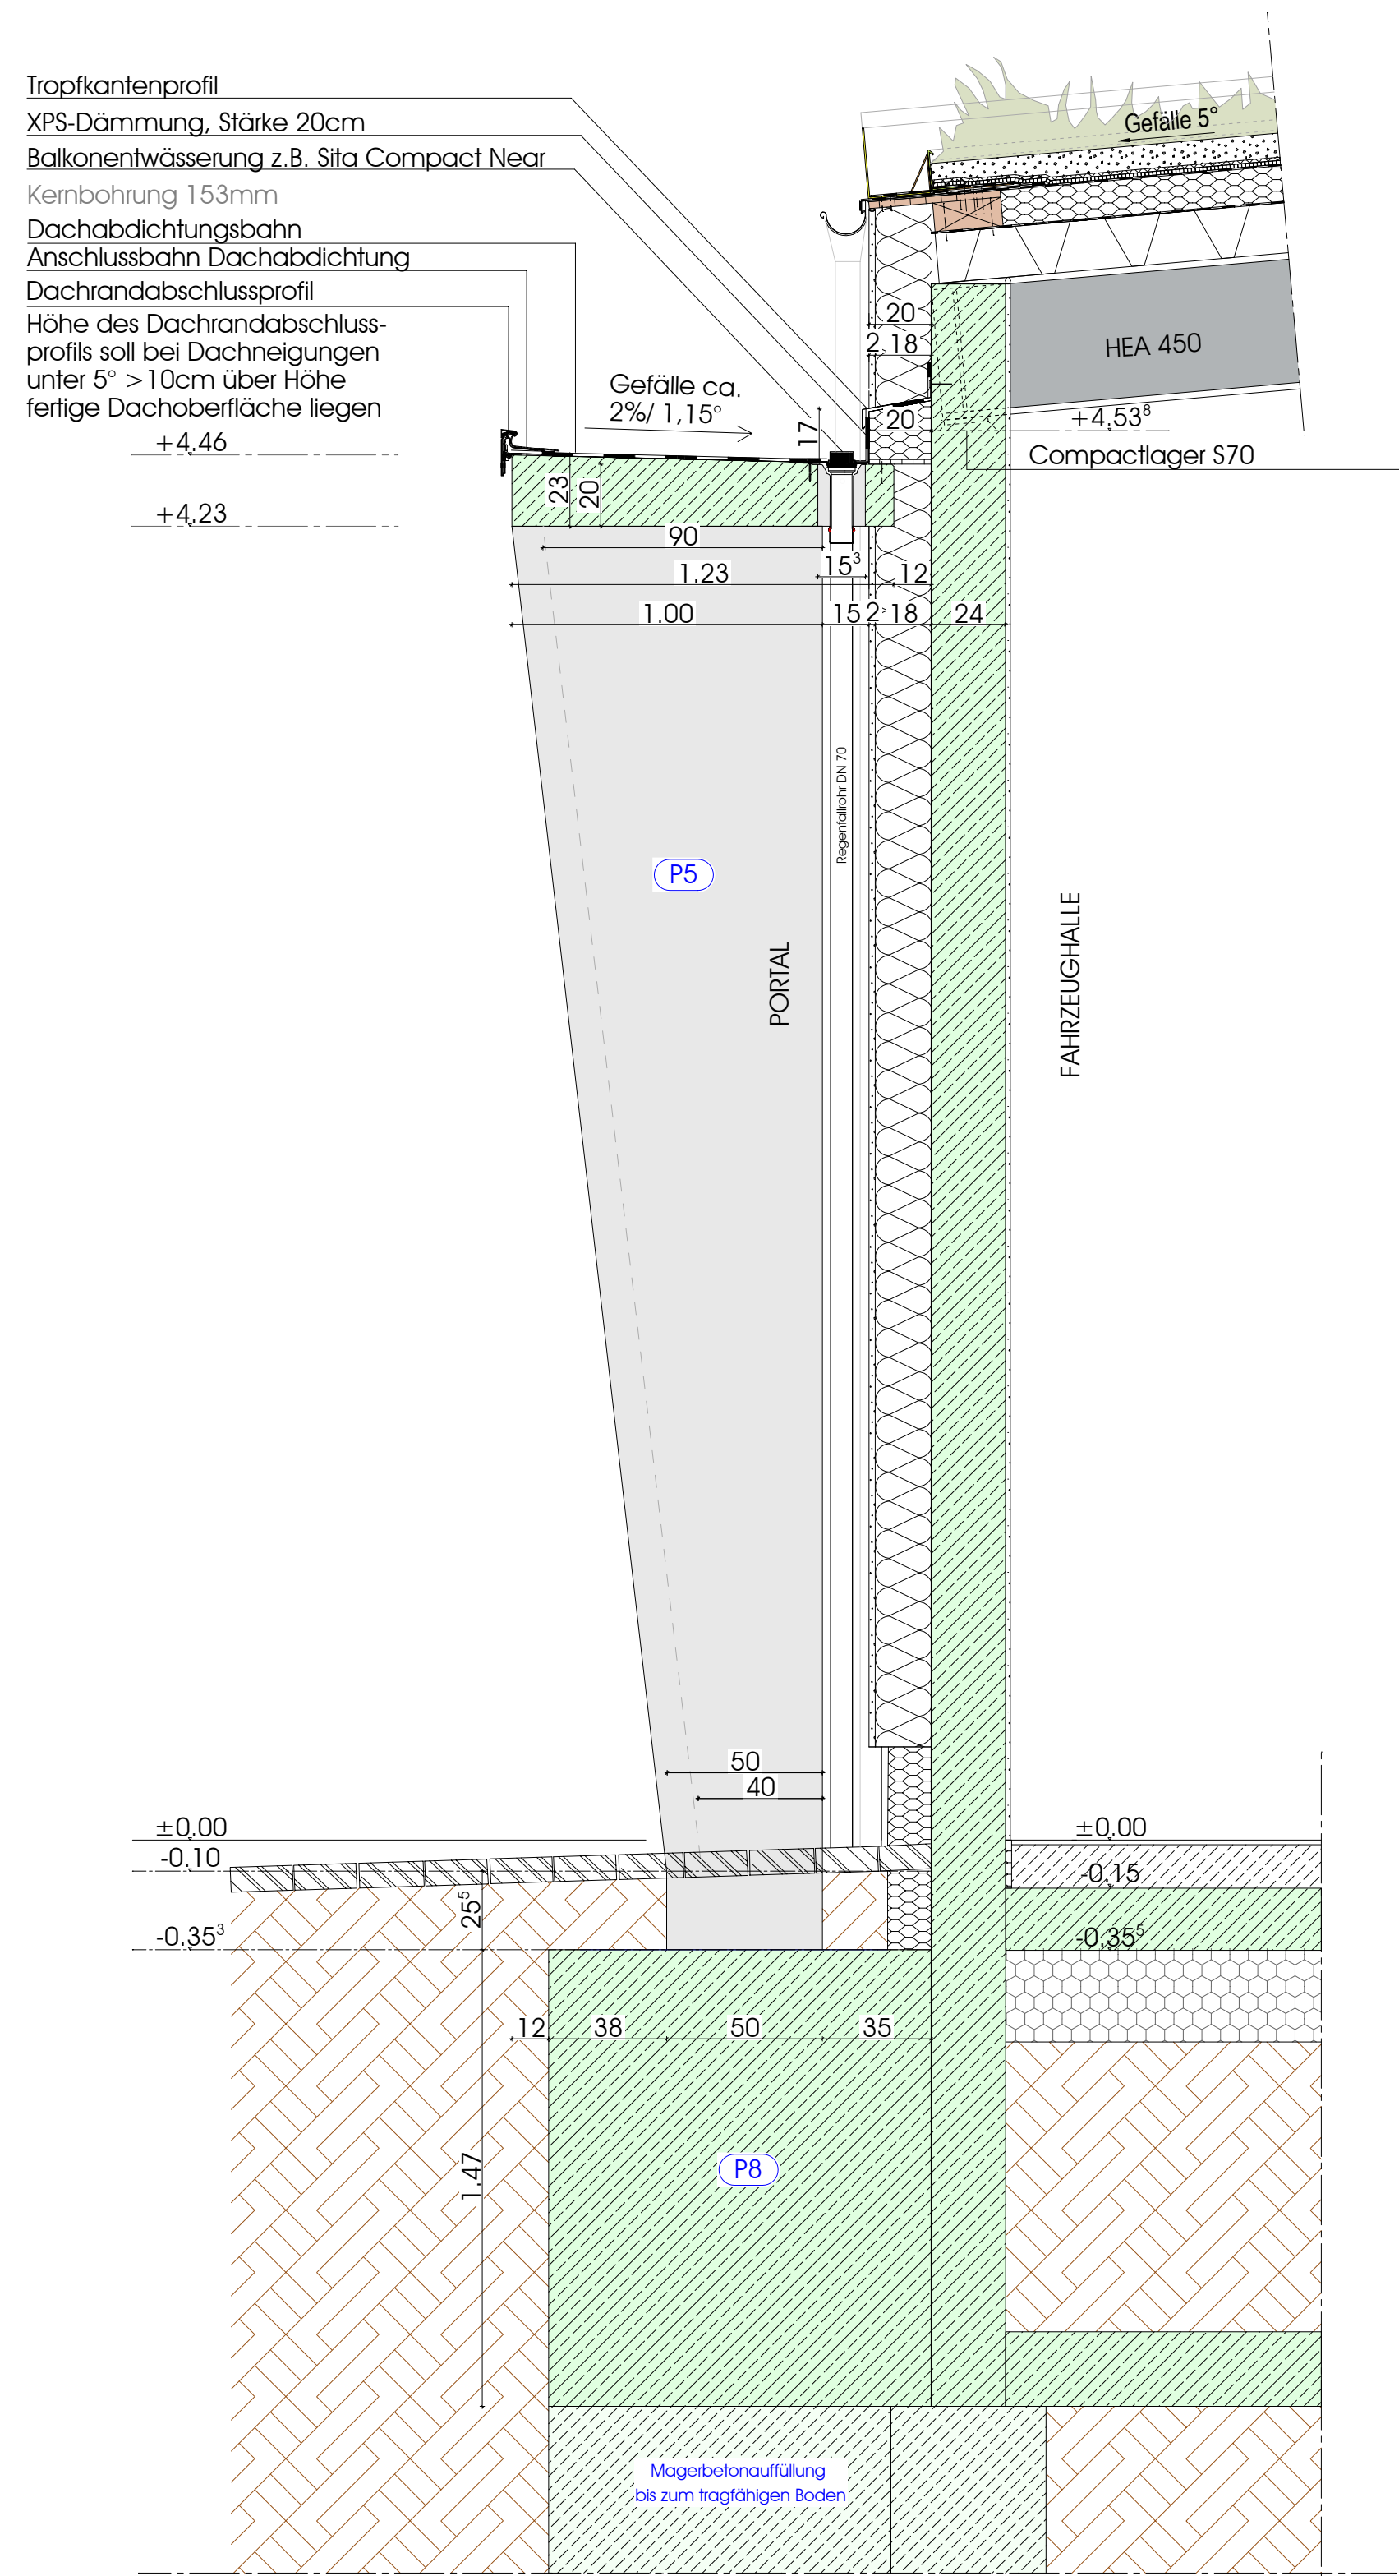 Tropfkantenprofil
XPS-Dämmung, Stärke 20cm
Balkonentwässerung z.B. Sita Compact Near
Kernbohrung 153mm
Dachabdichtungsbahn
Anschlussbahn Dachabdichtung
Dachrandabschlussprofil
Höhe des Dachrandabschluss-
profils soll bei Dachneigungen
unter 5° >10cm über Höhe
fertige Dachoberfläche liegen
Gefälle 5°
HEA 450
20
2 18
Gefälle ca.
2%/ 1,15°
17
20
+4.53⁸
Compactlager S70
+4.46
+4.23
23
20
90
15³
1.23
12
1.00
15 2 18
24
Regenfallrohr DN 70
P5
PORTAL
FAHRZEUGHALLE
50
40
±0.00
-0.10
-0.35³
±0.00
-0.15
-0.35⁵
25⁵
12
38
50
35
1.47
P8
Magerbetonauffüllung
bis zum tragfähigen Boden